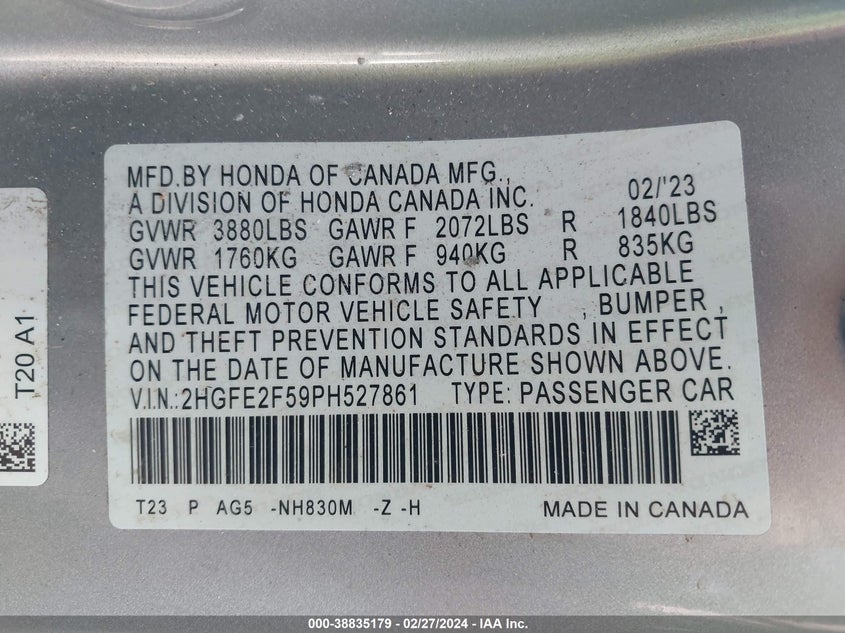 MFD.BY HONDA OF CANADA MFG.,
A DIVISION OF HONDA CANADA INC. 02/'23
GVWR 3880LBS GAWR F 2072LBS R 1840LBS
GVWR 1760KG GAWR F 940KG R 835KG
THIS VEHICLE CONFORMS TO ALL APPLICABLE
FEDERAL MOTOR VEHICLE SAFETY , BUMPER ,
AND THEFT PREVENTION STANDARDS IN EFFECT
ON THE DATE OF MANUFACTURE SHOWN ABOVE.
V.I.N.:2HGFE2F59PH527861 TYPE: PASSENGER CAR
T23 P AG5 -NH830M -Z -H MADE IN CANADA
T20 A1
000-38835179 — 02/27/2024 — IAA Inc.